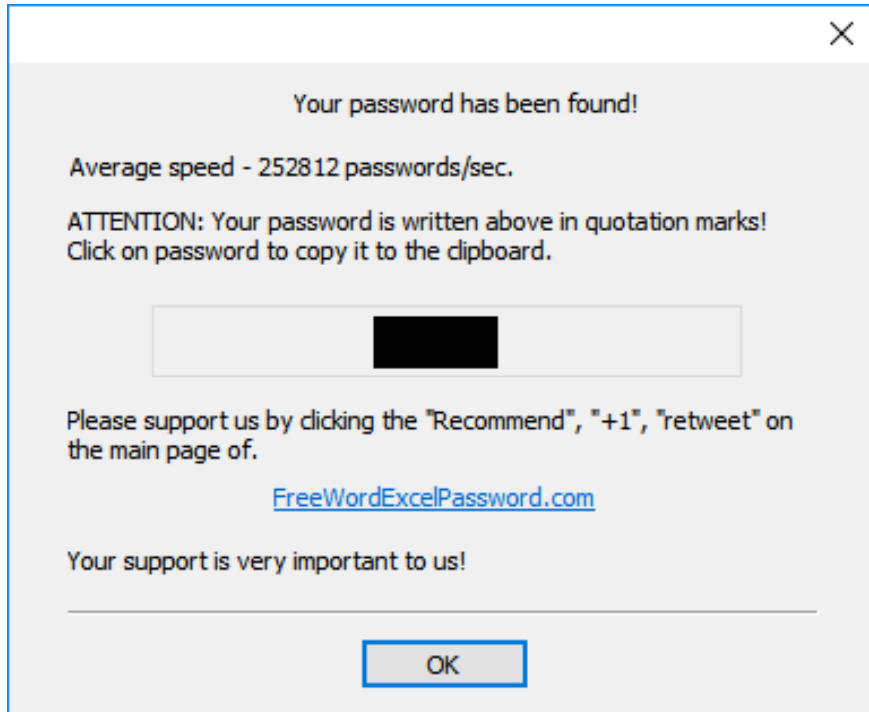 Your password has been found!
Average speed - 252812 passwords/sec.
ATTENTION: Your password is written above in quotation marks!
Click on password to copy it to the clipboard.
Please support us by clicking the "Recommend", "+1", "retweet" on
the main page of.
FreeWordExcelPassword.com
Your support is very important to us!
OK